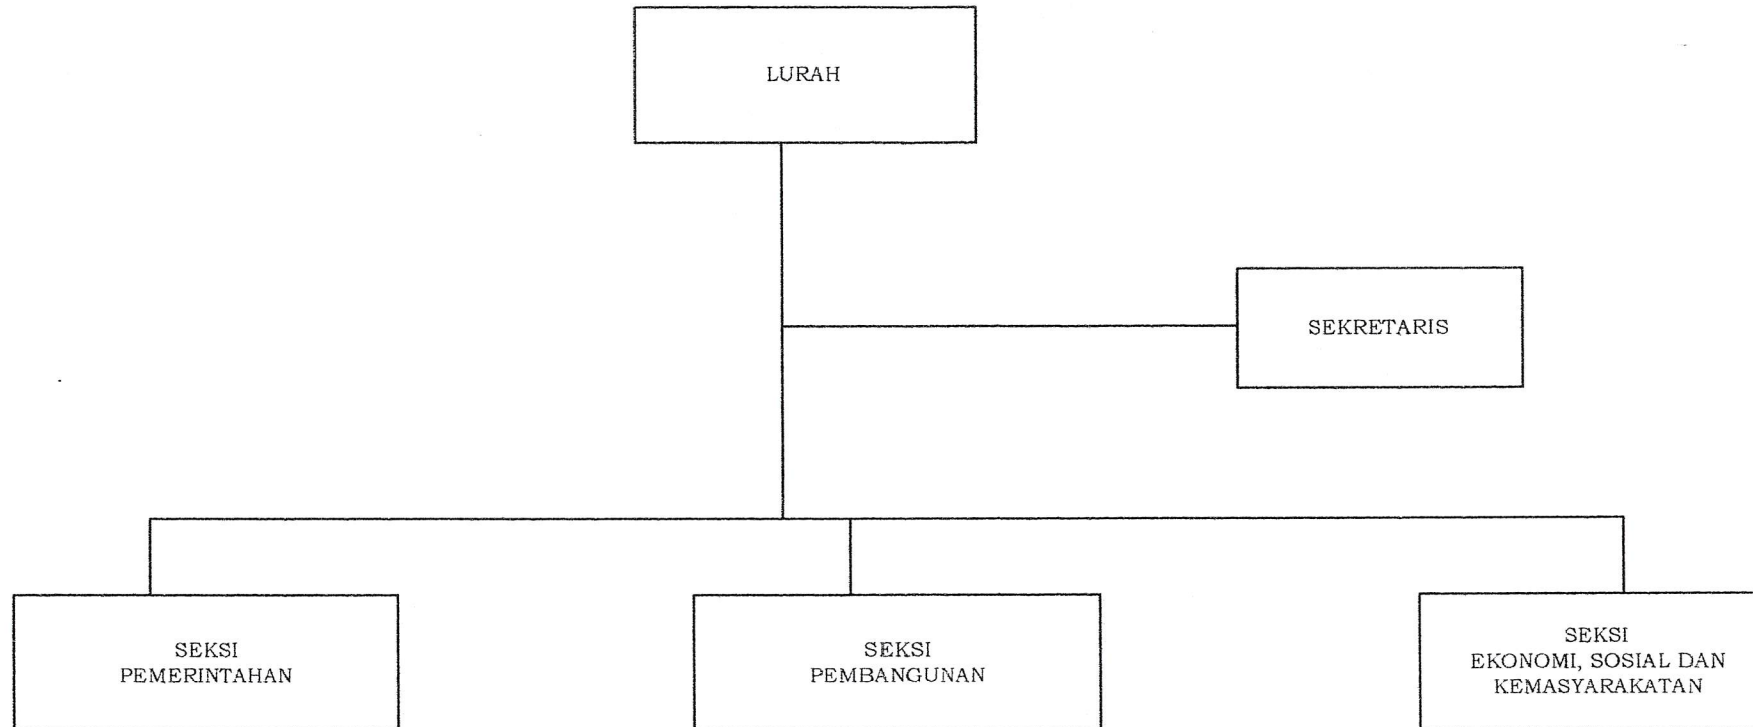 LURAH
SEKRETARIS
SEKSI
PEMERINTAHAN
SEKSI
PEMBANGUNAN
SEKSI
EKONOMI, SOSIAL DAN
KEMASYARAKATAN